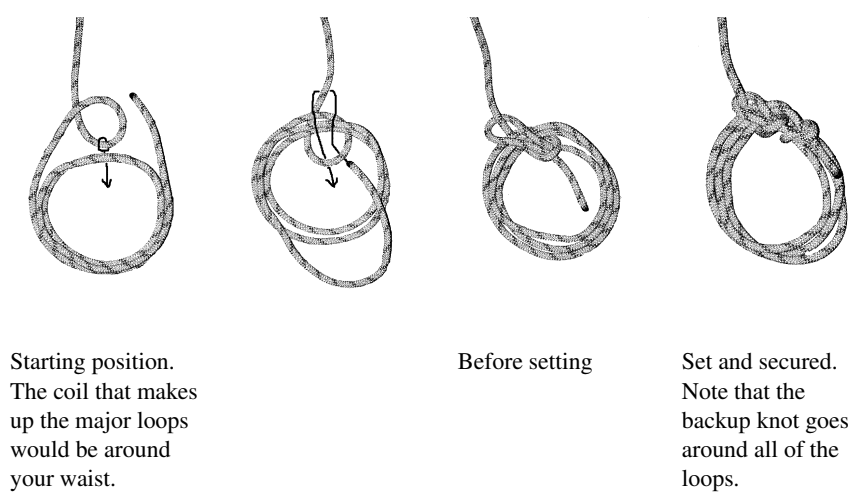 Starting position.
The coil that makes
up the major loops
would be around
your waist.
Before setting
Set and secured.
Note that the
backup knot goes
around all of the
loops.